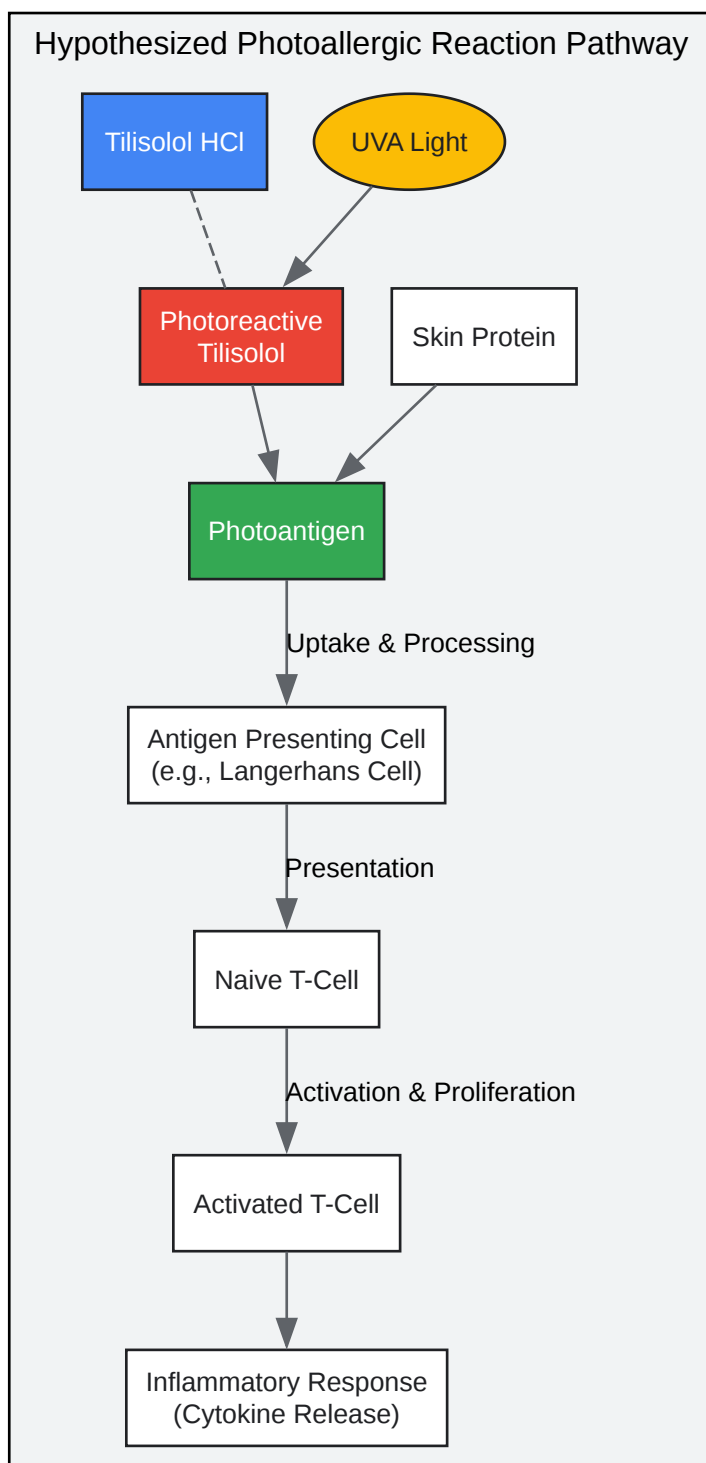 Hypothesized Photoallergic Reaction Pathway
Tilisolol HCl
UVA Light
Photoreactive
Tilisolol
Skin Protein
Photoantigen
Uptake & Processing
Antigen Presenting Cell
(e.g., Langerhans Cell)
Presentation
Naive T-Cell
Activation & Proliferation
Activated T-Cell
Inflammatory Response
(Cytokine Release)